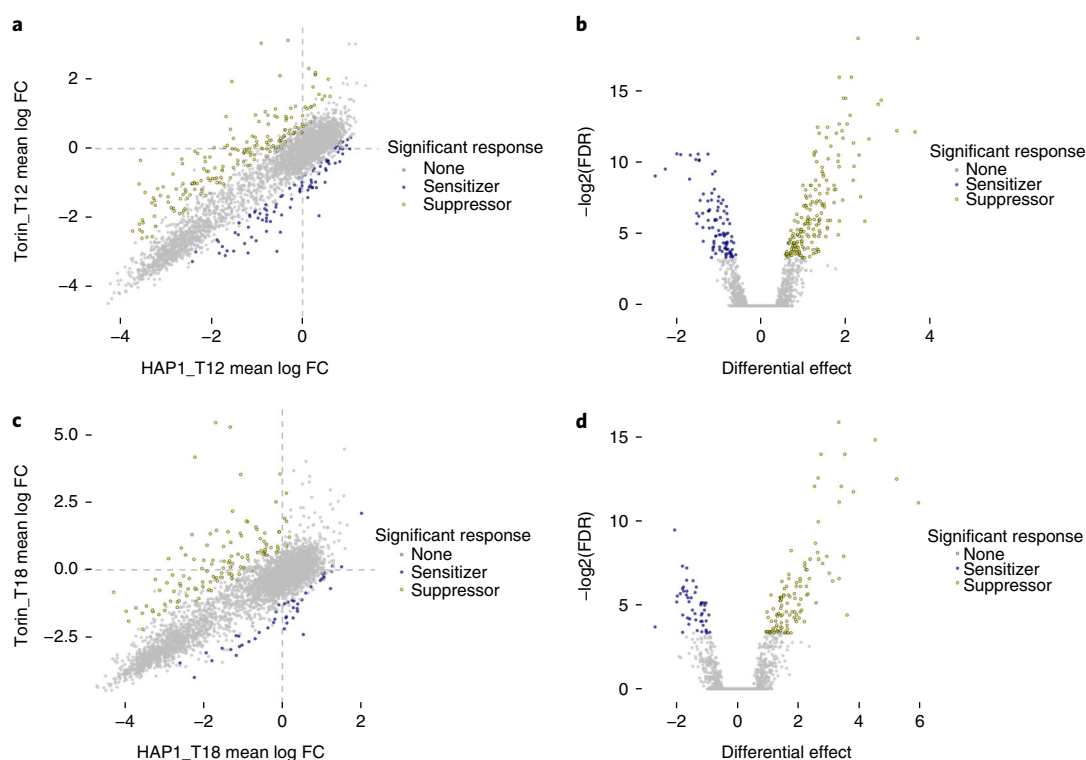 a
Torin_T12 mean log FC
2
0
−2
−4
−4
−2
0
HAP1_T12 mean log FC
Significant response
None
Sensitizer
Suppressor
b
−log2(FDR)
15
10
5
0
−2
0
2
4
Differential effect
Significant response
None
Sensitizer
Suppressor
c
Torin_T18 mean log FC
5.0
2.5
0.0
−2.5
−4
−2
0
2
HAP1_T18 mean log FC
Significant response
None
Sensitizer
Suppressor
d
−log2(FDR)
15
10
5
0
−2
0
2
4
6
Differential effect
Significant response
None
Sensitizer
Suppressor